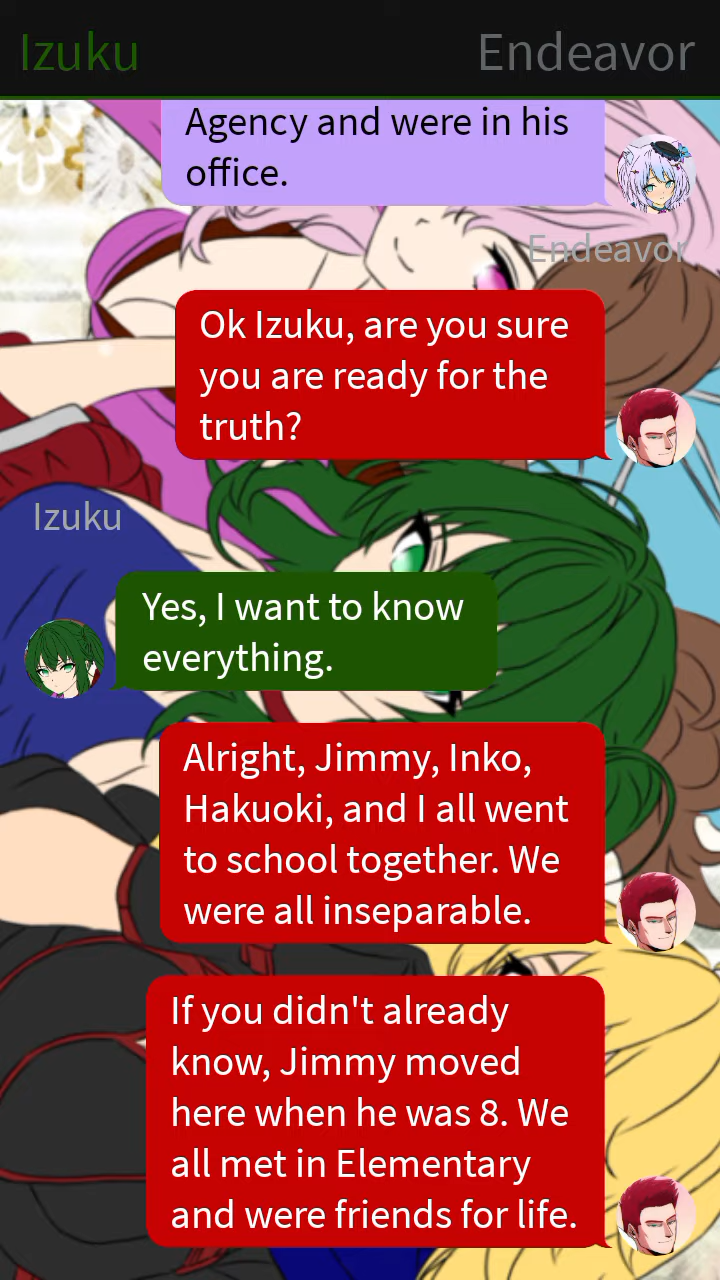 Izuku
Endeavor
Agency and were in his
office.
Endeavor
Ok Izuku, are you sure
you are ready for the
truth?
Izuku
Yes, I want to know
everything.
Alright, Jimmy, Inko,
Hakuoki, and I all went
to school together. We
were all inseparable.
If you didn't already
know, Jimmy moved
here when he was 8. We
all met in Elementary
and were friends for life.